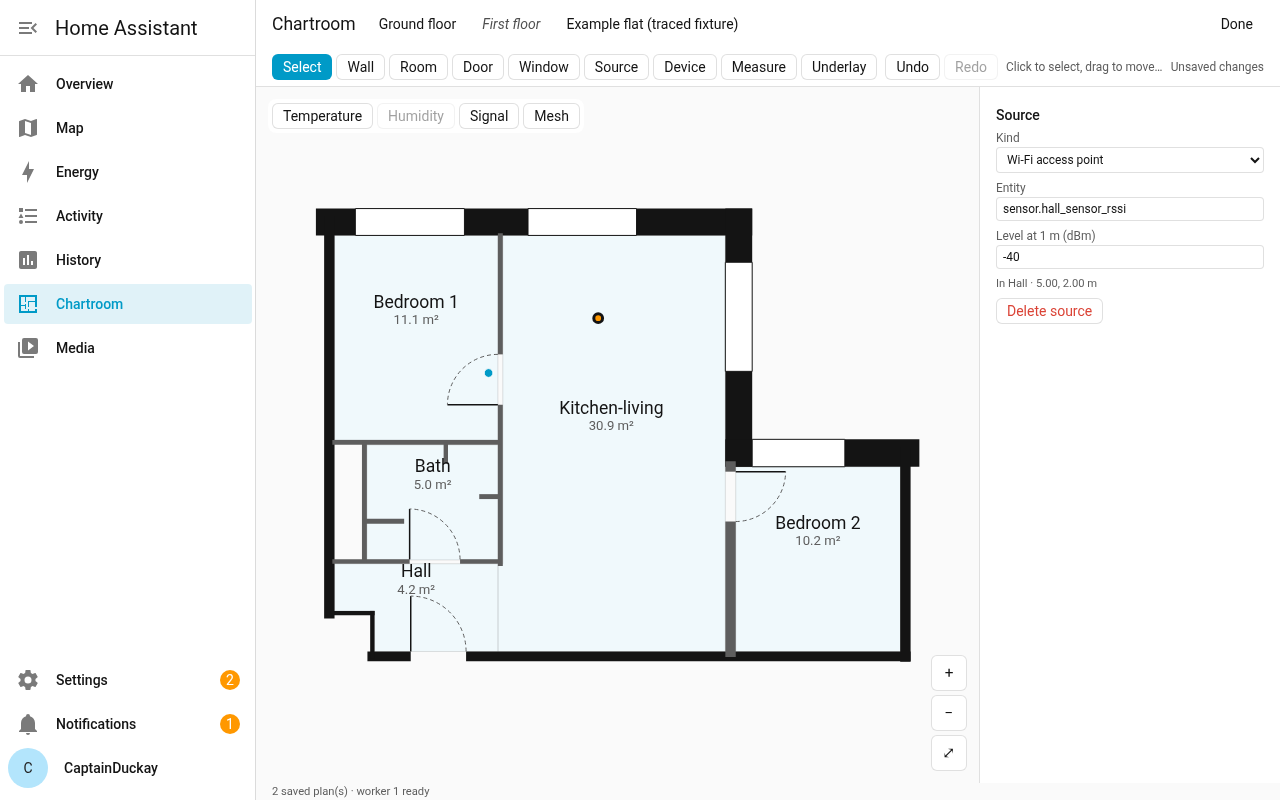 Home Assistant
Overview
Map
Energy
Activity
History
Chartroom
Media
Settings 2
Notifications 1
C CaptainDuckay
Chartroom Ground floor First floor Example flat (traced fixture) Done
Select Wall Room Door Window Source Device Measure Underlay Undo Redo Click to select, drag to move… Unsaved changes
Temperature Humidity Signal Mesh
Bedroom 1
11.1 m²
Kitchen-living
30.9 m²
Bath
5.0 m²
Bedroom 2
10.2 m²
Hall
4.2 m²
+
−
⤢
2 saved plan(s) · worker 1 ready
Source
Kind
Wi-Fi access point
Entity
sensor.hall_sensor_rssi
Level at 1 m (dBm)
-40
In Hall · 5.00, 2.00 m
Delete source